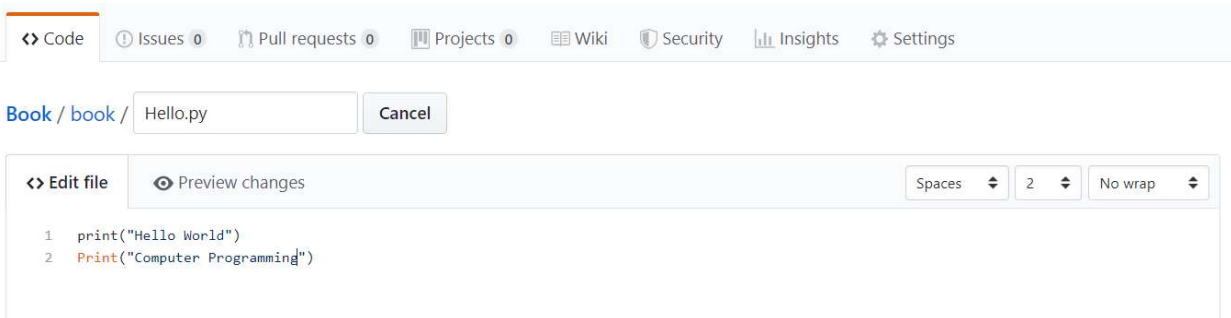 <> Code Issues 0 Pull requests 0 Projects 0 Wiki Security Insights Settings
Book / book / Hello.py Cancel
<> Edit file Preview changes Spaces 2 No wrap
1 print("Hello World")
2 Print("Computer Programming")